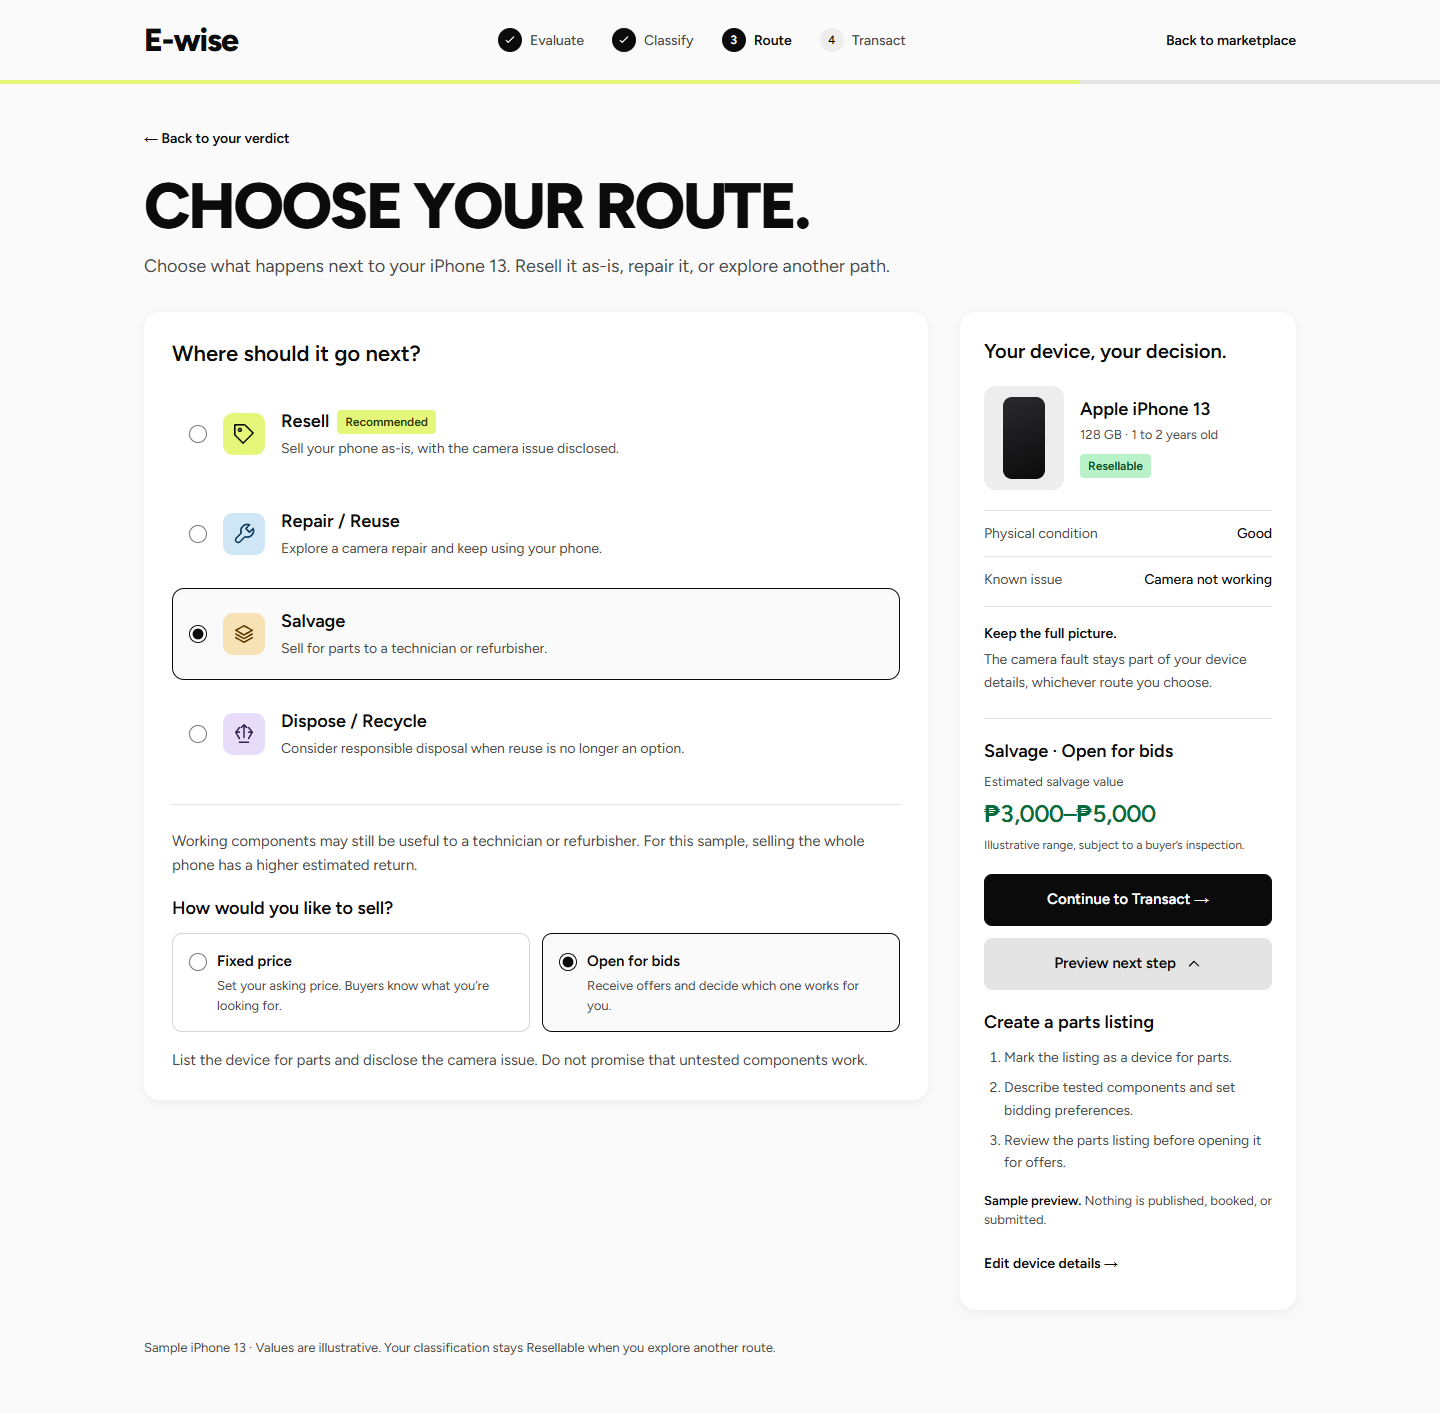 E-wise
Evaluate
Classify
3 Route
4 Transact
Back to marketplace
← Back to your verdict
CHOOSE YOUR ROUTE.
Choose what happens next to your iPhone 13. Resell it as-is, repair it, or explore another path.
Where should it go next?
Resell Recommended
Sell your phone as-is, with the camera issue disclosed.
Repair / Reuse
Explore a camera repair and keep using your phone.
Salvage
Sell for parts to a technician or refurbisher.
Dispose / Recycle
Consider responsible disposal when reuse is no longer an option.
Working components may still be useful to a technician or refurbisher. For this sample, selling the whole
phone has a higher estimated return.
How would you like to sell?
Fixed price
Set your asking price. Buyers know what you're
looking for.
Open for bids
Receive offers and decide which one works for
you.
List the device for parts and disclose the camera issue. Do not promise that untested components work.
Your device, your decision.
Apple iPhone 13
128 GB · 1 to 2 years old
Resellable
Physical condition Good
Known issue Camera not working
Keep the full picture.
The camera fault stays part of your device
details, whichever route you choose.
Salvage · Open for bids
Estimated salvage value
₱3,000–₱5,000
Illustrative range, subject to a buyer's inspection.
Continue to Transact →
Preview next step
Create a parts listing
1. Mark the listing as a device for parts.
2. Describe tested components and set
bidding preferences.
3. Review the parts listing before opening it
for offers.
Sample preview. Nothing is published, booked, or
submitted.
Edit device details →
Sample iPhone 13 · Values are illustrative. Your classification stays Resellable when you explore another route.